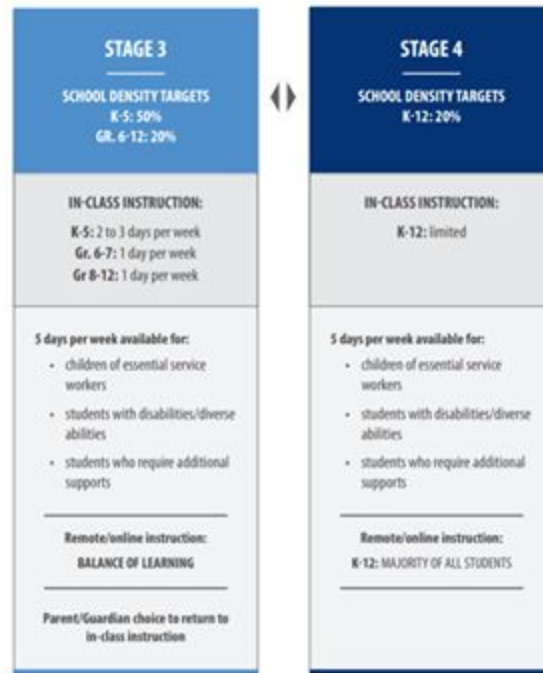 STAGE 3
SCHOOL DENSITY TARGETS
K-5: 50%
GR. 6-12: 20%
IN-CLASS INSTRUCTION:
K-5: 2 to 3 days per week
Gr. 6-7: 1 day per week
Gr 8-12: 1 day per week
5 days per week available for:
• children of essential service
workers
• students with disabilities/diverse
abilities
• students who require additional
supports
Remote/online instruction:
BALANCE OF LEARNING
Parent/Guardian choice to return to
in-class instruction
STAGE 4
SCHOOL DENSITY TARGETS
K-12: 20%
IN-CLASS INSTRUCTION:
K-12: limited
5 days per week available for:
• children of essential service
workers
• students with disabilities/diverse
abilities
• students who require additional
supports
Remote/online instruction:
K-12: MAJORITY OF ALL STUDENTS